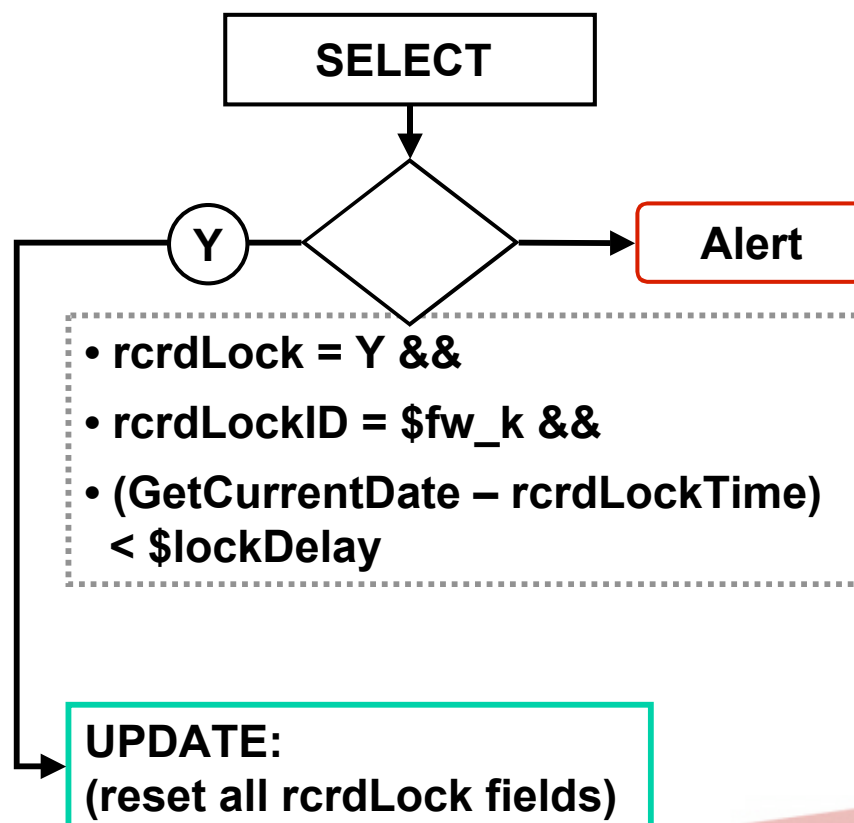 SELECT
Y
Alert
• rcrdLock = Y &&
• rcrdLockID = $fw_k &&
• (GetCurrentDate – rcrdLockTime)
< $lockDelay
UPDATE:
(reset all rcrdLock fields)